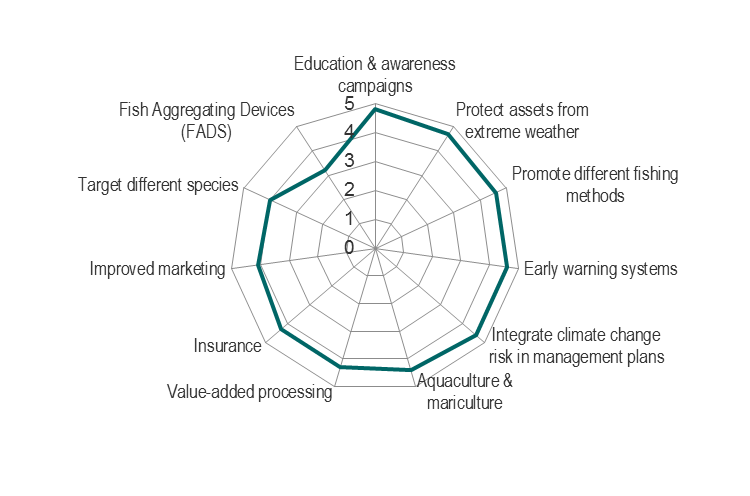 Education & awareness
campaigns
Fish Aggregating Devices
(FADS)
Protect assets from
extreme weather
Target different species
Promote different fishing
methods
Improved marketing
Early warning systems
Insurance
Integrate climate change
risk in management plans
Value-added processing
Aquaculture &
mariculture
5
4
3
2
1
0